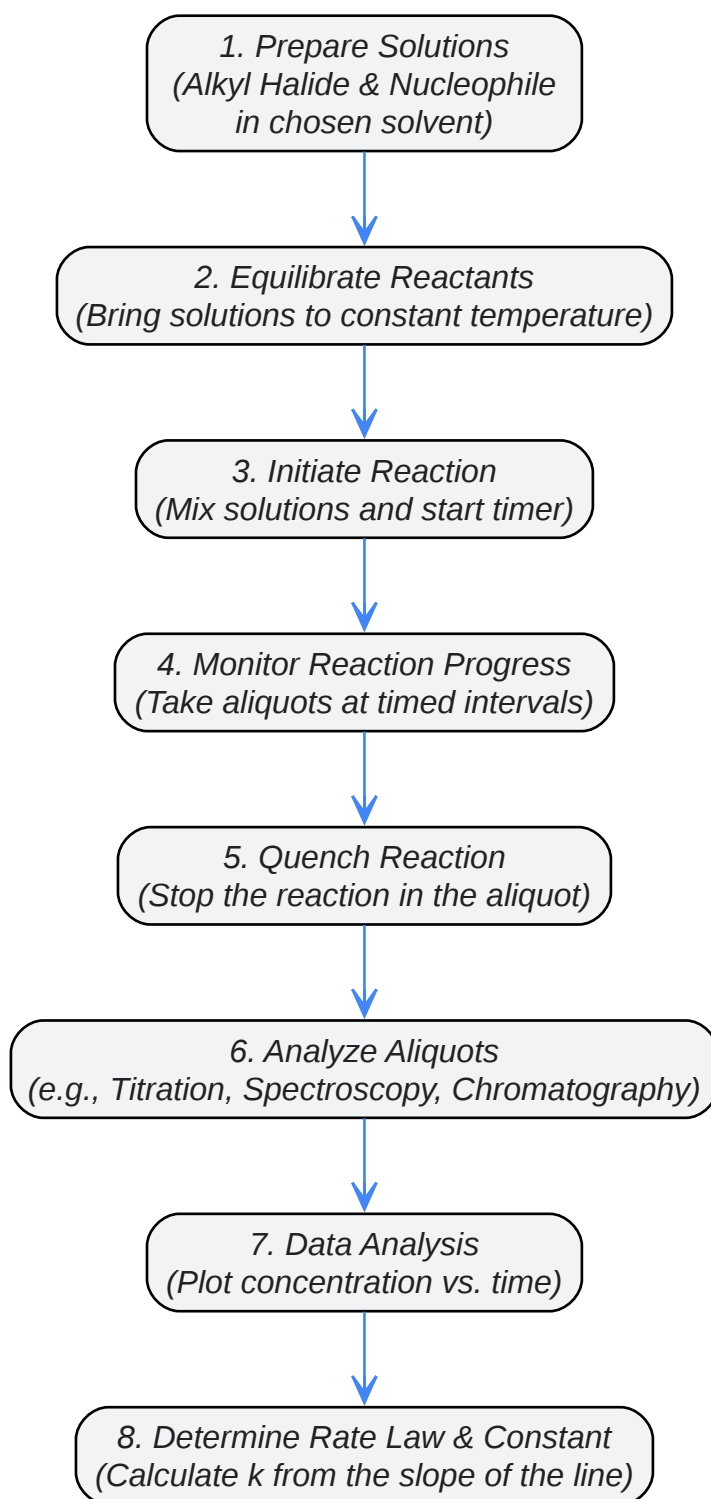 1. Prepare Solutions
(Alkyl Halide & Nucleophile
in chosen solvent)
2. Equilibrate Reactants
(Bring solutions to constant temperature)
3. Initiate Reaction
(Mix solutions and start timer)
4. Monitor Reaction Progress
(Take aliquots at timed intervals)
5. Quench Reaction
(Stop the reaction in the aliquot)
6. Analyze Aliquots
(e.g., Titration, Spectroscopy, Chromatography)
7. Data Analysis
(Plot concentration vs. time)
8. Determine Rate Law & Constant
(Calculate k from the slope of the line)